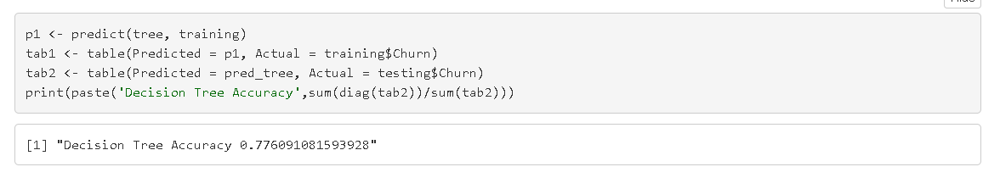 p1 <- predict(tree, training)
tab1 <- table(Predicted = p1, Actual = training$Churn)
tab2 <- table(Predicted = pred_tree, Actual = testing$Churn)
print(paste('Decision Tree Accuracy',sum(diag(tab2))/sum(tab2)))
[1] "Decision Tree Accuracy 0.776091081593928"